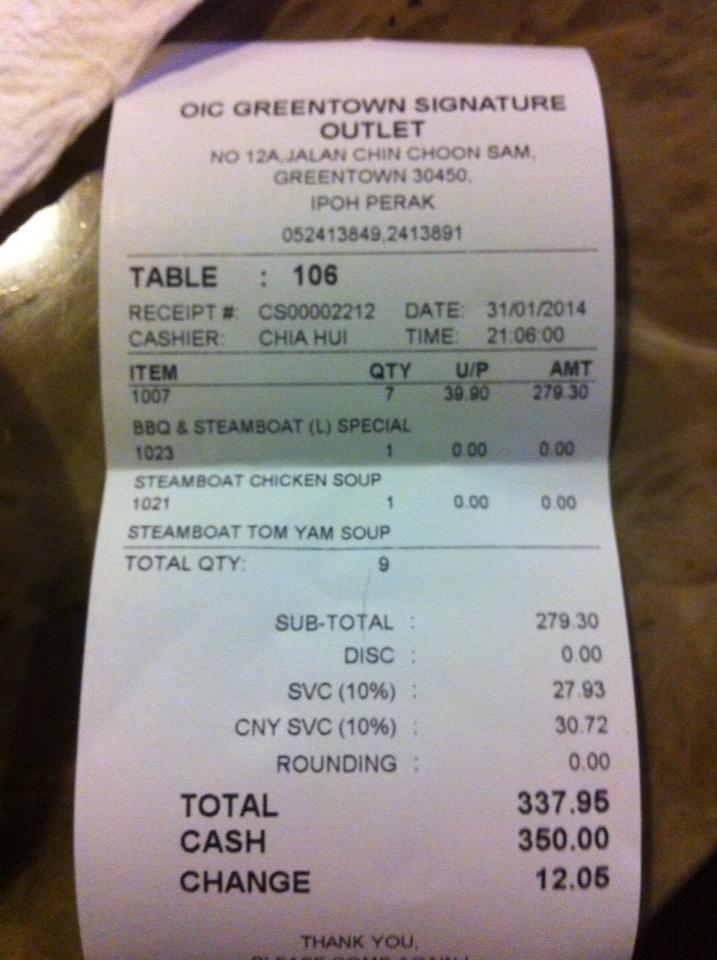 OIC GREENTOWN SIGNATURE
OUTLET
NO 12A,JALAN CHIN CHOON SAM,
GREENTOWN 30450,
IPOH PERAK
052413849,2413891
TABLE : 106
RECEIPT #: CS00002212 DATE: 31/01/2014
CASHIER: CHIA HUI TIME: 21:06:00
ITEM QTY U/P AMT
1007 7 39.90 279.30
BBQ & STEAMBOAT (L) SPECIAL
1023 1 0.00 0.00
STEAMBOAT CHICKEN SOUP
1021 1 0.00 0.00
STEAMBOAT TOM YAM SOUP
TOTAL QTY: 9
SUB-TOTAL : 279.30
DISC : 0.00
SVC (10%) : 27.93
CNY SVC (10%) : 30.72
ROUNDING : 0.00
TOTAL 337.95
CASH 350.00
CHANGE 12.05
THANK YOU,
PLEASE COME AGAIN !